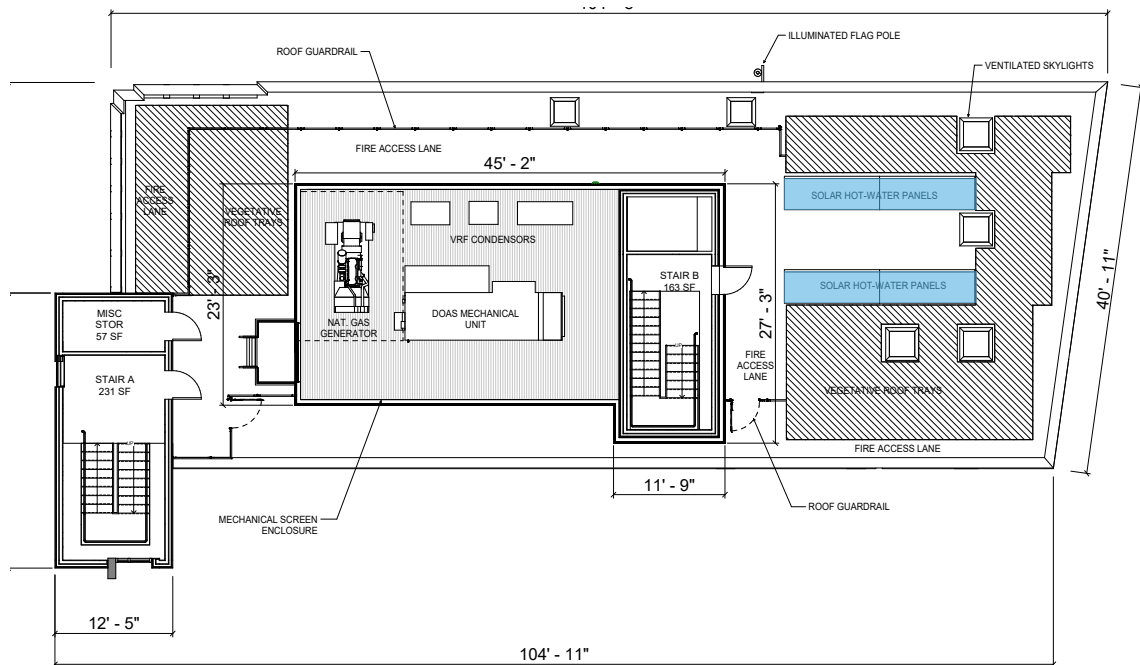 ILLUMINATED FLAG POLE
ROOF GUARDRAIL
VENTILATED SKYLIGHTS
FIRE ACCESS LANE
45' - 2"
FIRE
ACCESS
LANE
VEGETATIVE
ROOF TRAYS
SOLAR HOT-WATER PANELS
VRF CONDENSORS
40' - 11"
23' - 3"
STAIR B
163 SF
SOLAR HOT-WATER PANELS
MISC
STOR
57 SF
NAT. GAS
GENERATOR
DOAS MECHANICAL
UNIT
27' - 3"
UP
FIRE
ACCESS
LANE
STAIR A
231 SF
VEGETATIVE ROOF TRAYS
UP
FIRE ACCESS LANE
11' - 9"
MECHANICAL SCREEN
ENCLOSURE
ROOF GUARDRAIL
12' - 5"
104' - 11"